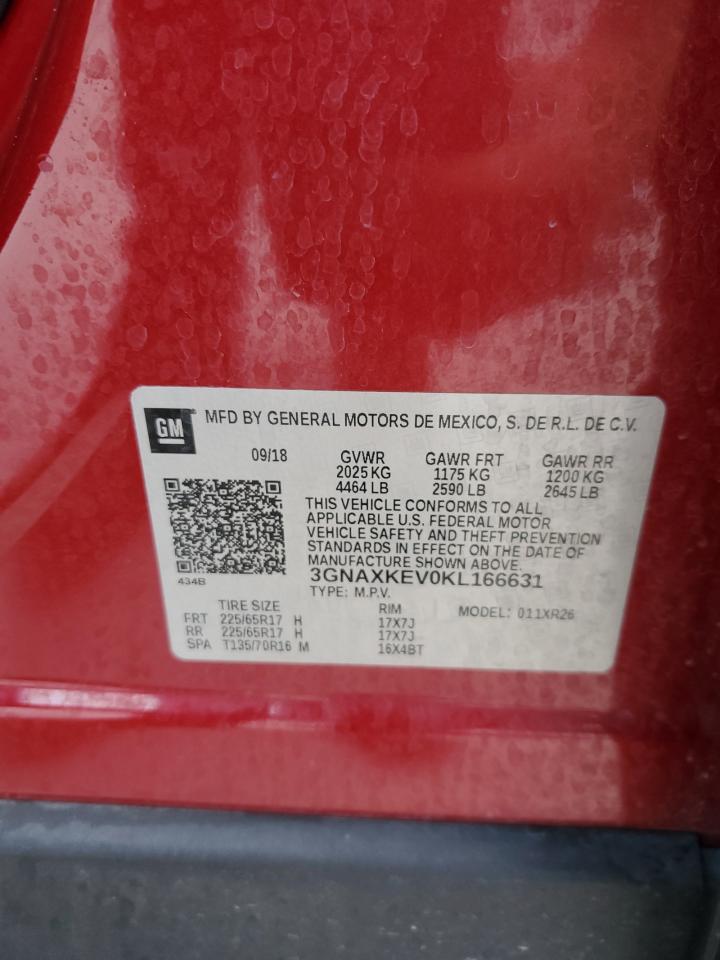 GM MFD BY GENERAL MOTORS DE MEXICO, S. DE R.L. DE C.V.
09/18 GVWR GAWR FRT GAWR RR
2025 KG 1175 KG 1200 KG
4464 LB 2590 LB 2645 LB
THIS VEHICLE CONFORMS TO ALL
APPLICABLE U.S. FEDERAL MOTOR
VEHICLE SAFETY AND THEFT PREVENTION
STANDARDS IN EFFECT ON THE DATE OF
MANUFACTURE SHOWN ABOVE.
434B 3GNAXKEV0KL166631
TYPE: M.P.V.
TIRE SIZE RIM MODEL: 011XR26
FRT 225/65R17 H 17X7J
RR 225/65R17 H 17X7J
SPA T135/70R16 M 16X4BT